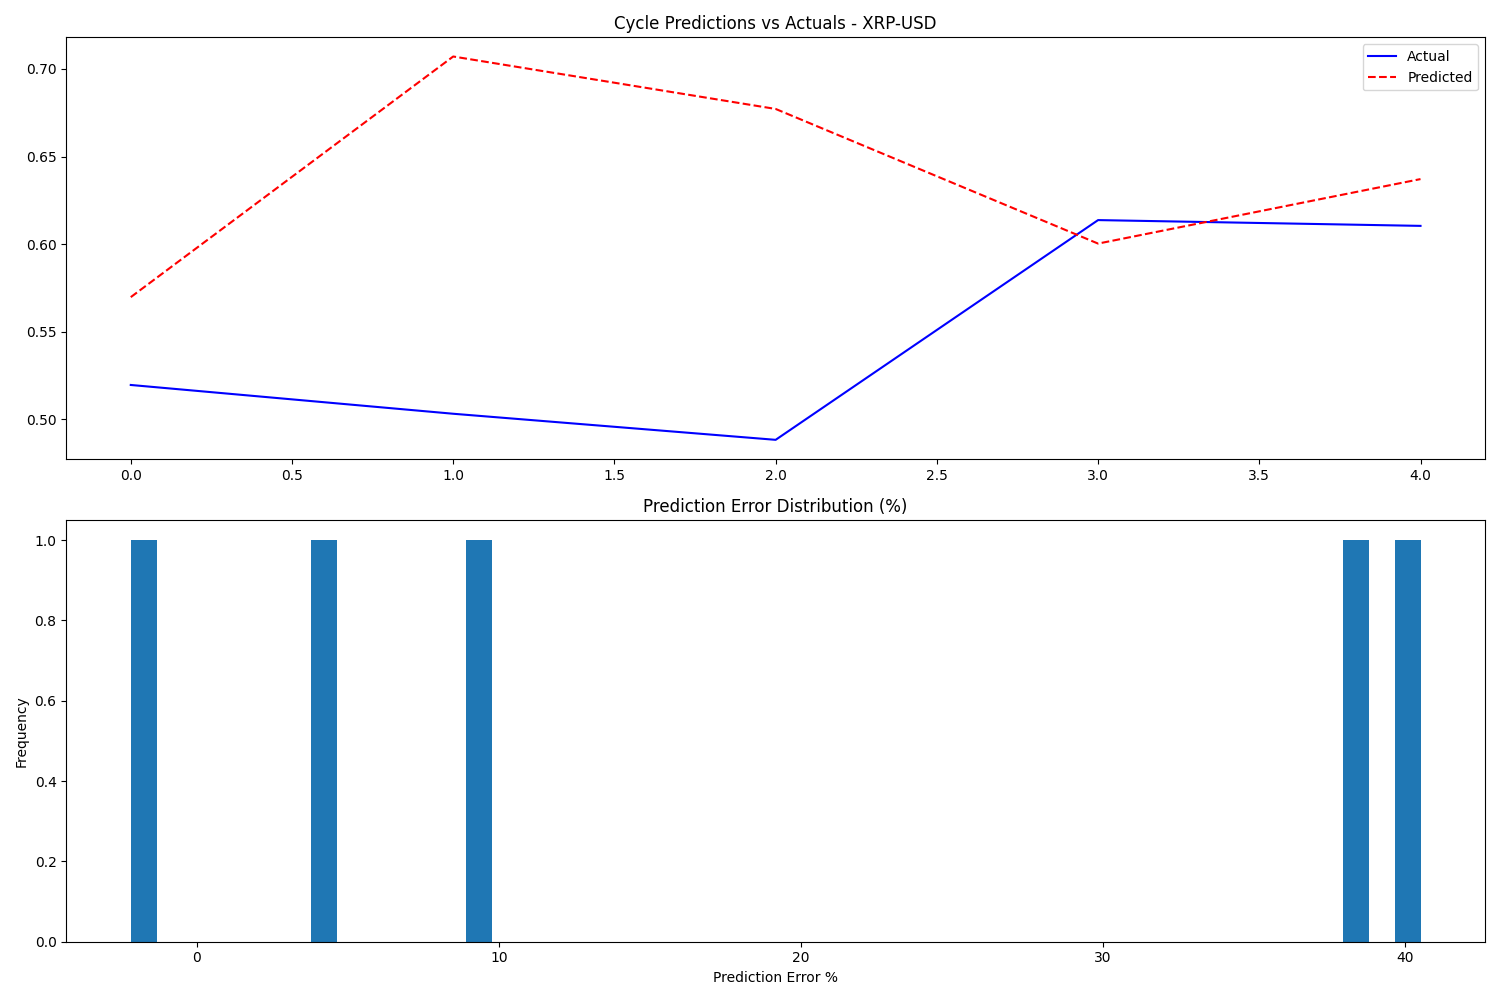 Cycle Predictions vs Actuals - XRP-USD
Actual
Predicted
0.70
0.65
0.60
0.55
0.50
0.0 0.5 1.0 1.5 2.0 2.5 3.0 3.5 4.0
Prediction Error Distribution (%)
Frequency
1.0
0.8
0.6
0.4
0.2
0.0
0 10 20 30 40
Prediction Error %